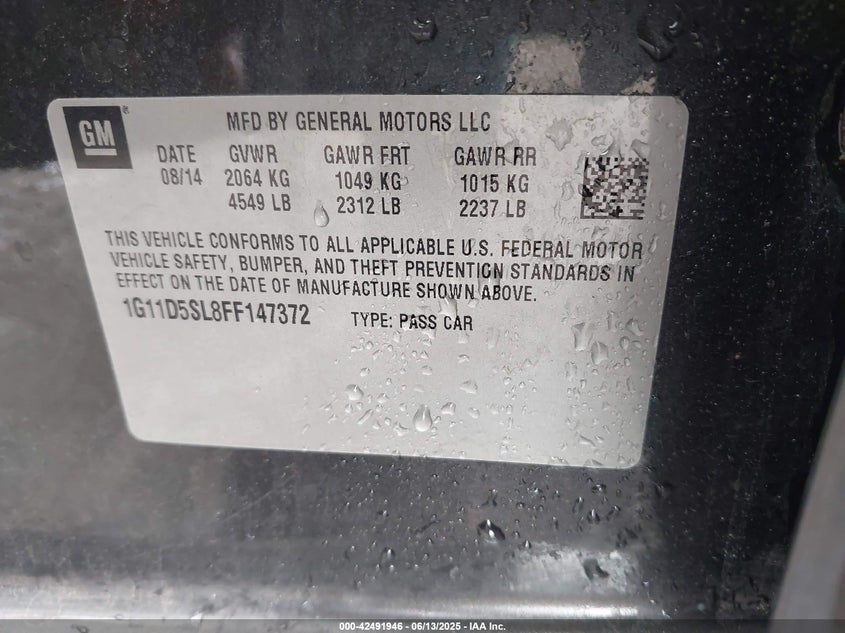 GM
MFD BY GENERAL MOTORS LLC
DATE GVWR GAWR FRT GAWR RR
08/14 2064 KG 1049 KG 1015 KG
4549 LB 2312 LB 2237 LB
THIS VEHICLE CONFORMS TO ALL APPLICABLE U.S. FEDERAL MOTOR
VEHICLE SAFETY, BUMPER, AND THEFT PREVENTION STANDARDS IN
EFFECT ON THE DATE OF MANUFACTURE SHOWN ABOVE.
1G11D5SL8FF147372 TYPE: PASS CAR
000-42491946 - 06/13/2025 - IAA Inc.